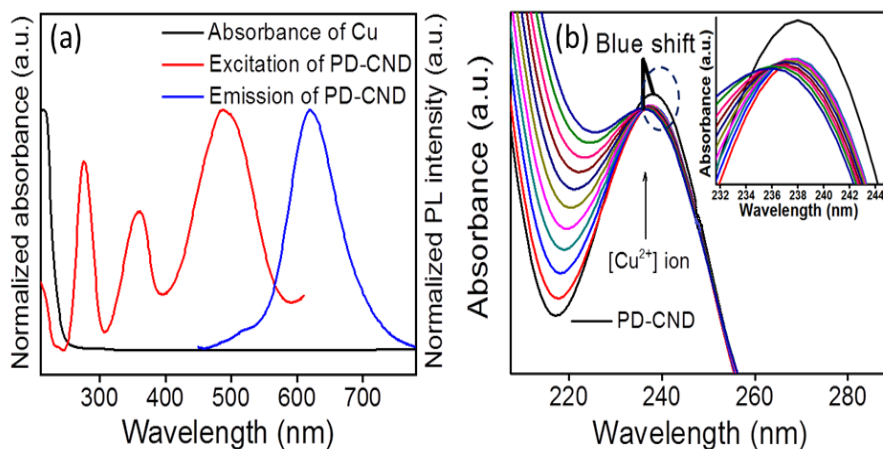 (a)
Absorbance of Cu
Excitation of PD-CND
Emission of PD-CND
Normalized absorbance (a.u.)
Normalized PL intensity (a.u.)
300 400 500 600 700
Wavelength (nm)
(b)
Blue shift
[Cu²⁺] ion
PD-CND
Absorbance (a.u.)
220 240 260 280
Wavelength (nm)
Absorbance (a.u.)
232 234 236 238 240 242 244
Wavelength (nm)